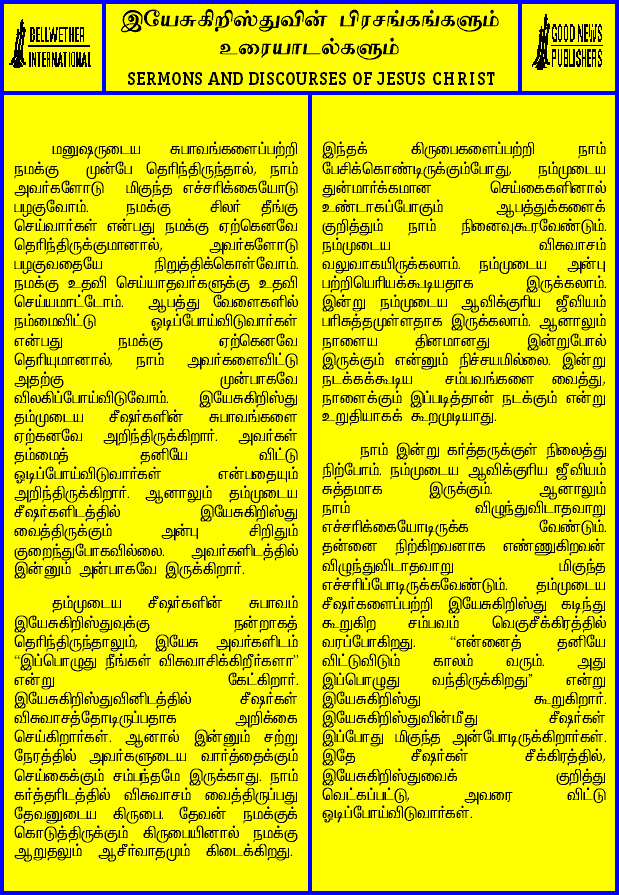 BELLWETHER
INTERNATIONAL
இயேசுகிறிஸ்துவின் பிரசங்கங்களும்
உரையாடல்களும்
SERMONS AND DISCOURSES OF JESUS CHRIST
GOOD NEWS
PUBLISHERS
மனுஷருடைய சுபாவங்களைப்பற்றி
நமக்கு முன்பே தெரிந்திருந்தால், நாம்
அவர்களோடு மிகுந்த எச்சரிக்கையோடு
பழகுவோம். நமக்கு சிலர் தீங்கு
செய்வார்கள் என்பது நமக்கு ஏற்கெனவே
தெரிந்திருக்குமானால், அவர்களோடு
பழகுவதையே நிறுத்திக்கொள்வோம்.
நமக்கு உதவி செய்யாதவர்களுக்கு உதவி
செய்யமாட்டோம். ஆபத்து வேளைகளில்
நம்மைவிட்டு ஓடிப்போய்விடுவார்கள்
என்பது நமக்கு ஏற்கெனவே
தெரியுமானால், நாம் அவர்களைவிட்டு
அதற்கு முன்பாகவே
விலகிப்போய்விடுவோம். இயேசுகிறிஸ்து
தம்முடைய சீஷர்களின் சுபாவங்களை
ஏற்கனவே அறிந்திருக்கிறார். அவர்கள்
தம்மைத் தனியே விட்டு
ஓடிப்போய்விடுவார்கள் என்பதையும்
அறிந்திருக்கிறார். ஆனாலும் தம்முடைய
சீஷர்களிடத்தில் இயேசுகிறிஸ்து
வைத்திருக்கும் அன்பு சிறிதும்
குறைந்துபோகவில்லை. அவர்களிடத்தில்
இன்னும் அன்பாகவே இருக்கிறார்.
தம்முடைய சீஷர்களின் சுபாவம்
இயேசுகிறிஸ்துவுக்கு நன்றாகத்
தெரிந்திருந்தாலும், இயேசு அவர்களிடம்
“இப்பொழுது நீங்கள் விசுவாசிக்கிறீர்களா”
என்று கேட்கிறார்.
இயேசுகிறிஸ்துவினிடத்தில் சீஷர்கள்
விசுவாசத்தோடிருப்பதாக அறிக்கை
செய்கிறார்கள். ஆனால் இன்னும் சற்று
நேரத்தில் அவர்களுடைய வார்த்தைக்கும்
செய்கைக்கும் சம்பந்தமே இருக்காது. நாம்
கர்த்தரிடத்தில் விசுவாசம் வைத்திருப்பது
தேவனுடைய கிருபை. தேவன் நமக்குக்
கொடுத்திருக்கும் கிருபையினால் நமக்கு
ஆறுதலும் ஆசீர்வாதமும் கிடைக்கிறது.
இந்தக் கிருபைகளைப்பற்றி நாம்
பேசிக்கொண்டிருக்கும்போது, நம்முடைய
துன்மார்க்கமான செய்கைகளினால்
உண்டாகப்போகும் ஆபத்துக்களைக்
குறித்தும் நாம் நினைவுகூரவேண்டும்.
நம்முடைய விசுவாசம்
வலுவாகயிருக்கலாம். நம்முடைய அன்பு
பற்றியெரியக்கூடியதாக இருக்கலாம்.
இன்று நம்முடைய ஆவிக்குரிய ஜீவியம்
பரிசுத்தமுள்ளதாக இருக்கலாம். ஆனாலும்
நாளைய தினமானது இன்றுபோல்
இருக்கும் என்னும் நிச்சயமில்லை. இன்று
நடக்கக்கூடிய சம்பவங்களை வைத்து,
நாளைக்கும் இப்படித்தான் நடக்கும் என்று
உறுதியாகக் கூறமுடியாது.
நாம் இன்று கர்த்தருக்குள் நிலைத்து
நிற்போம். நம்முடைய ஆவிக்குரிய ஜீவியம்
சுத்தமாக இருக்கும். ஆனாலும்
நாம் விழுந்துவிடாதவாறு
எச்சரிக்கையோடிருக்க வேண்டும்.
தன்னை நிற்கிறவனாக எண்ணுகிறவன்
விழுந்துவிடாதவாறு மிகுந்த
எச்சரிப்போடிருக்கவேண்டும். தம்முடைய
சீஷர்களைப்பற்றி இயேசுகிறிஸ்து கடிந்து
கூறுகிற சம்பவம் வெகுசீக்கிரத்தில்
வரப்போகிறது. “என்னைத் தனியே
விட்டுவிடும் காலம் வரும். அது
இப்பொழுது வந்திருக்கிறது” என்று
இயேசுகிறிஸ்து கூறுகிறார்.
இயேசுகிறிஸ்துவின்மீது சீஷர்கள்
இப்போது மிகுந்த அன்போடிருக்கிறார்கள்.
இதே சீஷர்கள் சீக்கிரத்தில்,
இயேசுகிறிஸ்துவைக் குறித்து
வெட்கப்பட்டு, அவரை விட்டு
ஓடிப்போய்விடுவார்கள்.